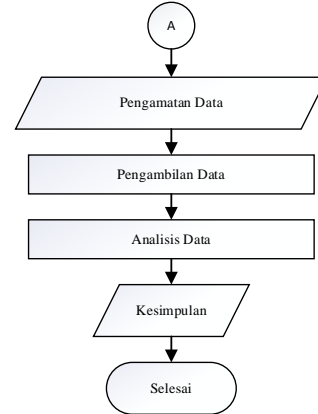 A
Pengamatan Data
Pengambilan Data
Analisis Data
Kesimpulan
Selesai